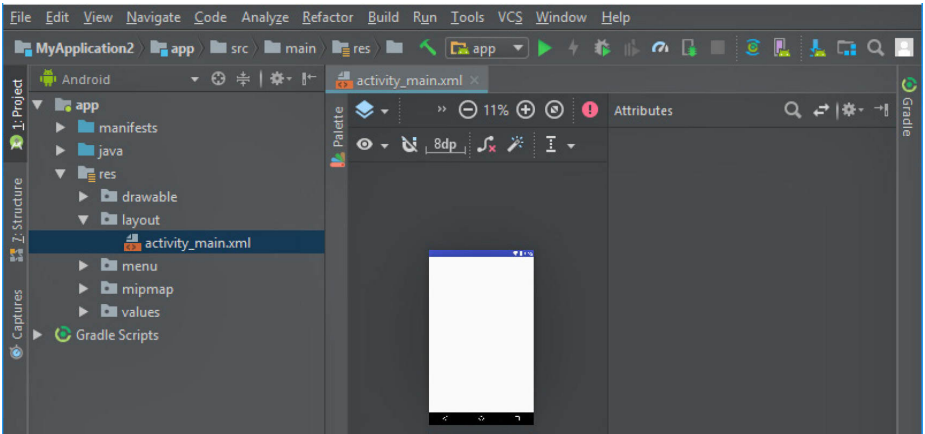 File Edit View Navigate Code Analyze Refactor Build Run Tools VCS Window Help
MyApplication2 app src main res app
Android
activity_main.xml
1: Project
Z: Structure
Captures
app
manifests
java
res
drawable
layout
activity_main.xml
menu
mipmap
values
Gradle Scripts
Palette
» 11%
8dp
Attributes
Gradle